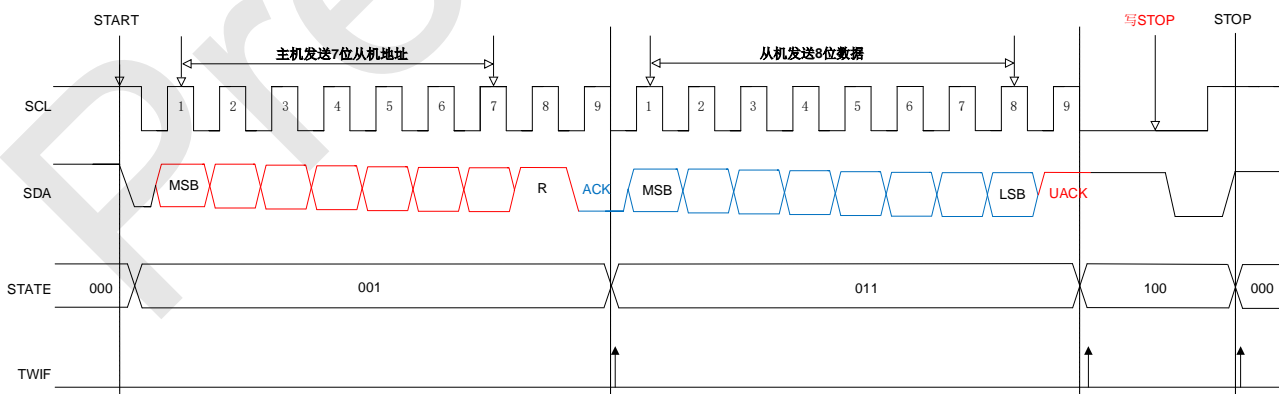 START 写STOP STOP
主机发送7位从机地址 从机发送8位数据
SCL 1 2 3 4 5 6 7 8 9 1 2 3 4 5 6 7 8 9
SDA MSB R ACK MSB LSB UACK
STATE 000 001 011 100 000
TWIF
Pre